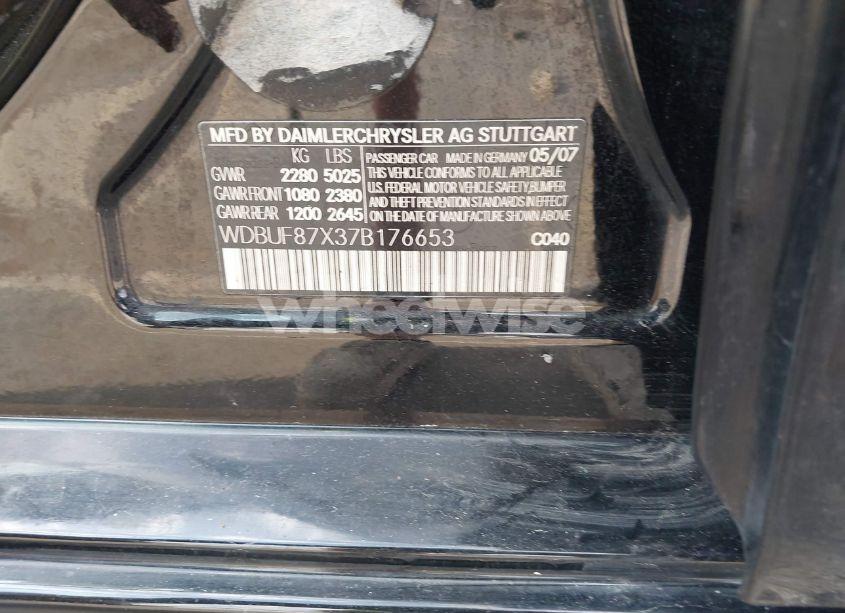 MFD BY DAIMLERCHRYSLER AG STUTTGART
KG LBS
GVWR 2280 5025
GAWR FRONT 1080 2380
GAWR REAR 1200 2645
PASSENGER CAR MADE IN GERMANY 05/07
THIS VEHICLE CONFORMS TO ALL APPLICABLE
U.S. FEDERAL MOTOR VEHICLE SAFETY,BUMPER
AND THEFT PREVENTION STANDARDS IN EFFECT
ON THE DATE OF MANUFACTURE SHOWN ABOVE
WDBUF87X37B176653 C040
wheelwise